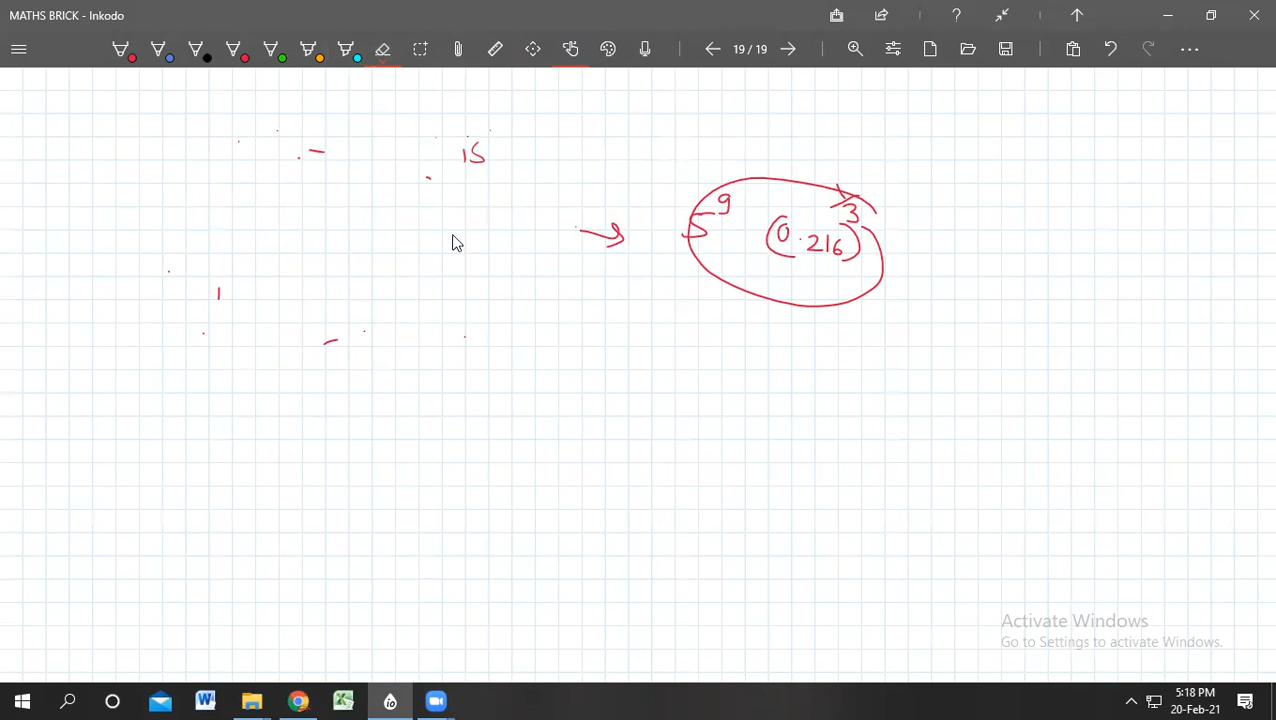 MATHS BRICK - Inkodo
19 / 19
15
5⁹ (0.216)³
Activate Windows
Go to Settings to activate Windows.
5:18 PM
20-Feb-21